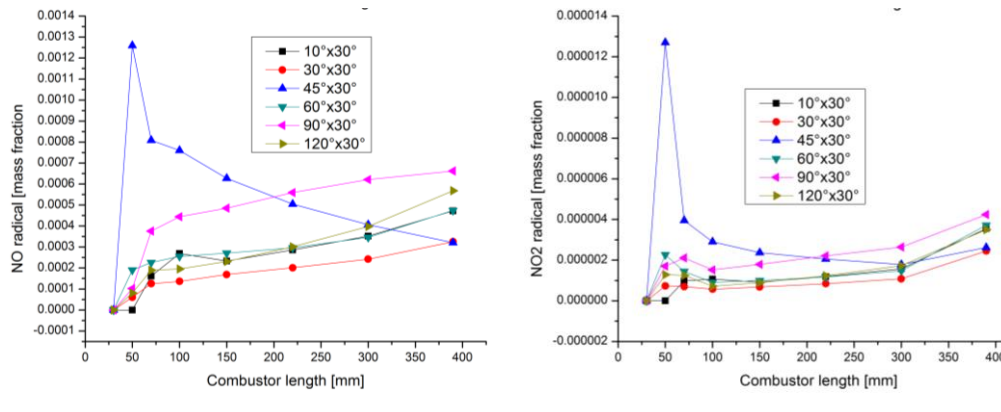 0.0014
0.0013
0.0012
0.0011
0.0010
0.0009
0.0008
0.0007
0.0006
0.0005
0.0004
0.0003
0.0002
0.0001
0.0000
-0.0001
NO radical [mass fraction]
10°x30°
30°x30°
45°x30°
60°x30°
90°x30°
120°x30°
0 50 100 150 200 250 300 350 400
Combustor length [mm]
0.000014
0.000012
0.000010
0.000008
0.000006
0.000004
0.000002
0.000000
-0.000002
NO2 radical [mass fraction]
10°x30°
30°x30°
45°x30°
60°x30°
90°x30°
120°x30°
0 50 100 150 200 250 300 350 400
Combustor length [mm]